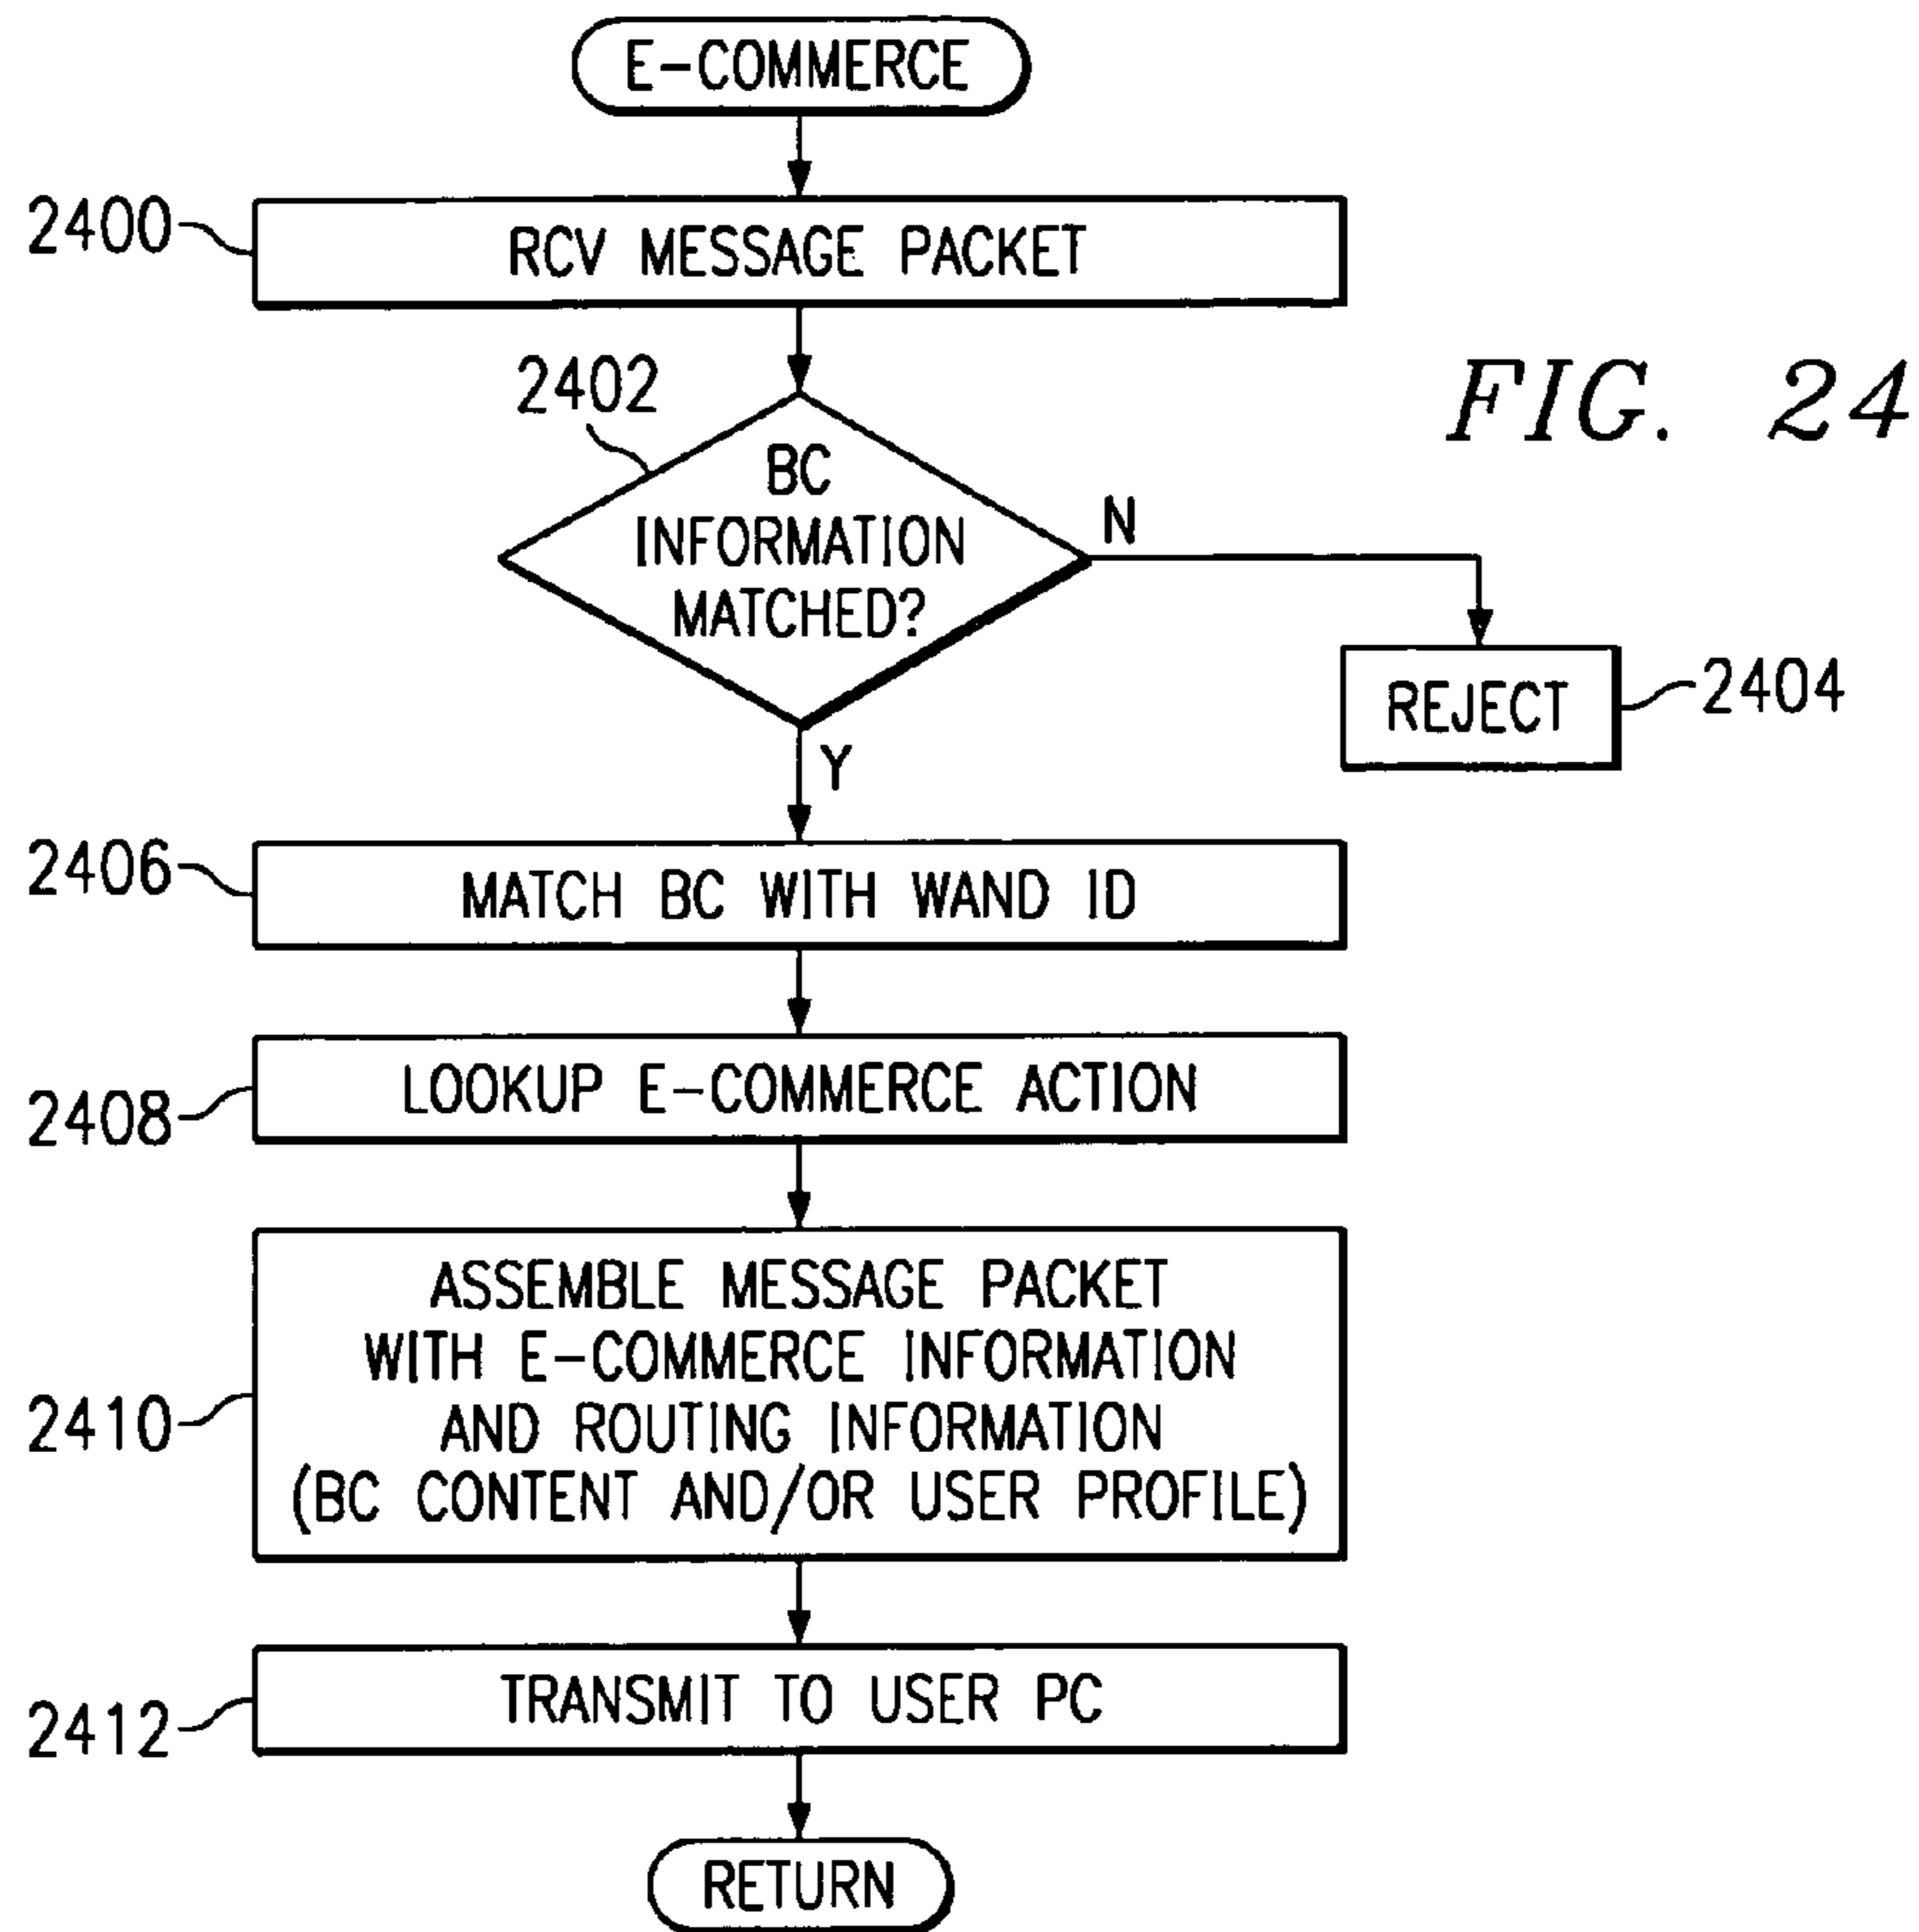 E-COMMERCE
2400
RCV MESSAGE PACKET
2402
FIG. 24
BC
INFORMATION
MATCHED?
N
REJECT
2404
Y
2406
MATCH BC WITH WAND ID
LOOKUP E-COMMERCE ACTION
2408
ASSEMBLE MESSAGE PACKET
WITH E-COMMERCE INFORMATION
AND ROUTING INFORMATION
(BC CONTENT AND/OR USER PROFILE)
2410
TRANSMIT TO USER PC
2412
RETURN